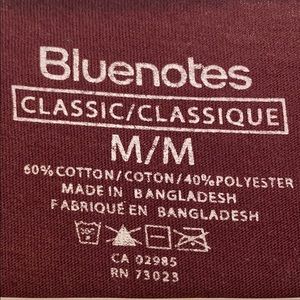 Bluenotes
CLASSIC/CLASSIQUE
M/M
60%COTTON/COTON/40%POLYESTER
MADE IN BANGLADESH
FABRIQUÉ EN BANGLADESH
CA 02985
RN 73023